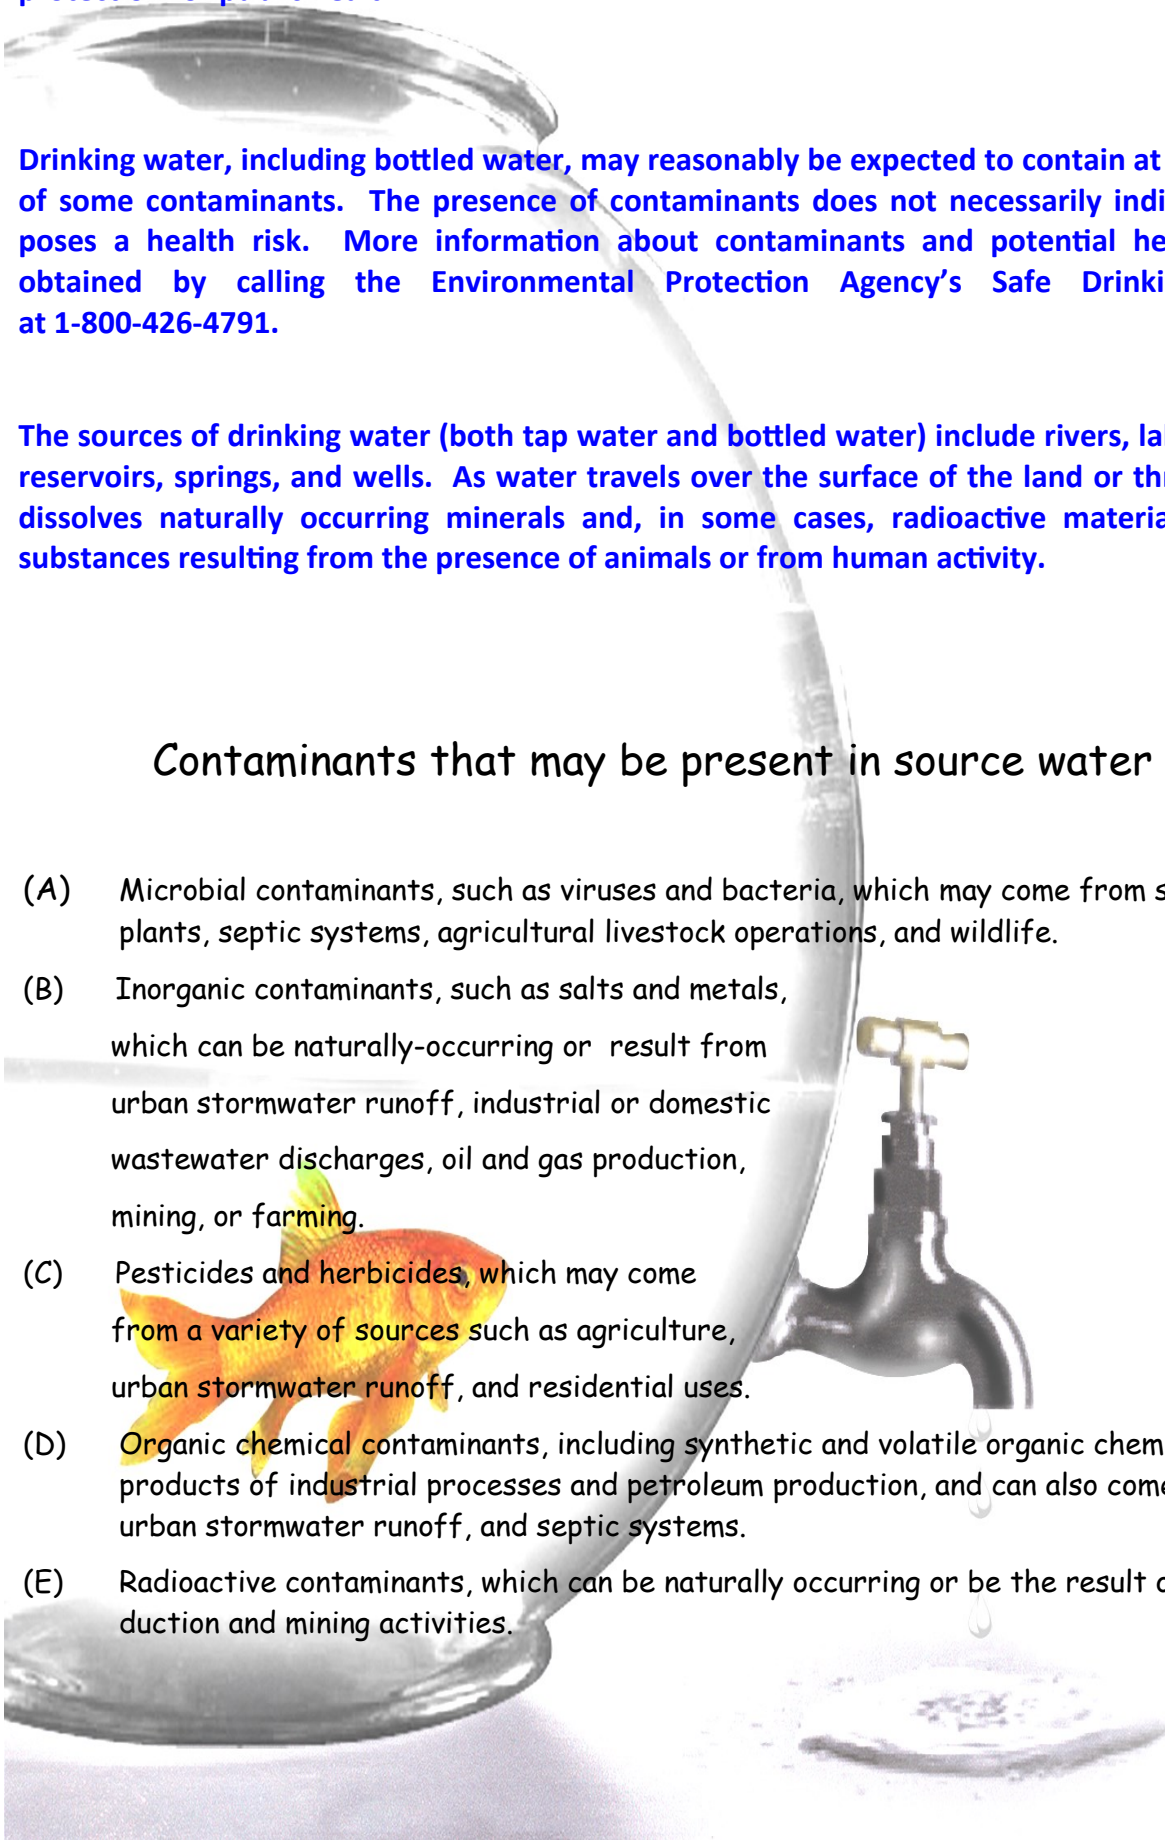 Drinking water, including bottled water, may reasonably be expected to contain at
of some contaminants. The presence of contaminants does not necessarily indi
poses a health risk. More information about contaminants and potential he
obtained by calling the Environmental Protection Agency’s Safe Drinki
at 1-800-426-4791.
The sources of drinking water (both tap water and bottled water) include rivers, la
reservoirs, springs, and wells. As water travels over the surface of the land or thr
dissolves naturally occurring minerals and, in some cases, radioactive materia
substances resulting from the presence of animals or from human activity.
Contaminants that may be present in source water
(A) Microbial contaminants, such as viruses and bacteria, which may come from s
plants, septic systems, agricultural livestock operations, and wildlife.
(B) Inorganic contaminants, such as salts and metals,
which can be naturally-occurring or result from
urban stormwater runoff, industrial or domestic
wastewater discharges, oil and gas production,
mining, or farming.
(C) Pesticides and herbicides, which may come
from a variety of sources such as agriculture,
urban stormwater runoff, and residential uses.
(D) Organic chemical contaminants, including synthetic and volatile organic chem
products of industrial processes and petroleum production, and can also come
urban stormwater runoff, and septic systems.
(E) Radioactive contaminants, which can be naturally occurring or be the result o
duction and mining activities.